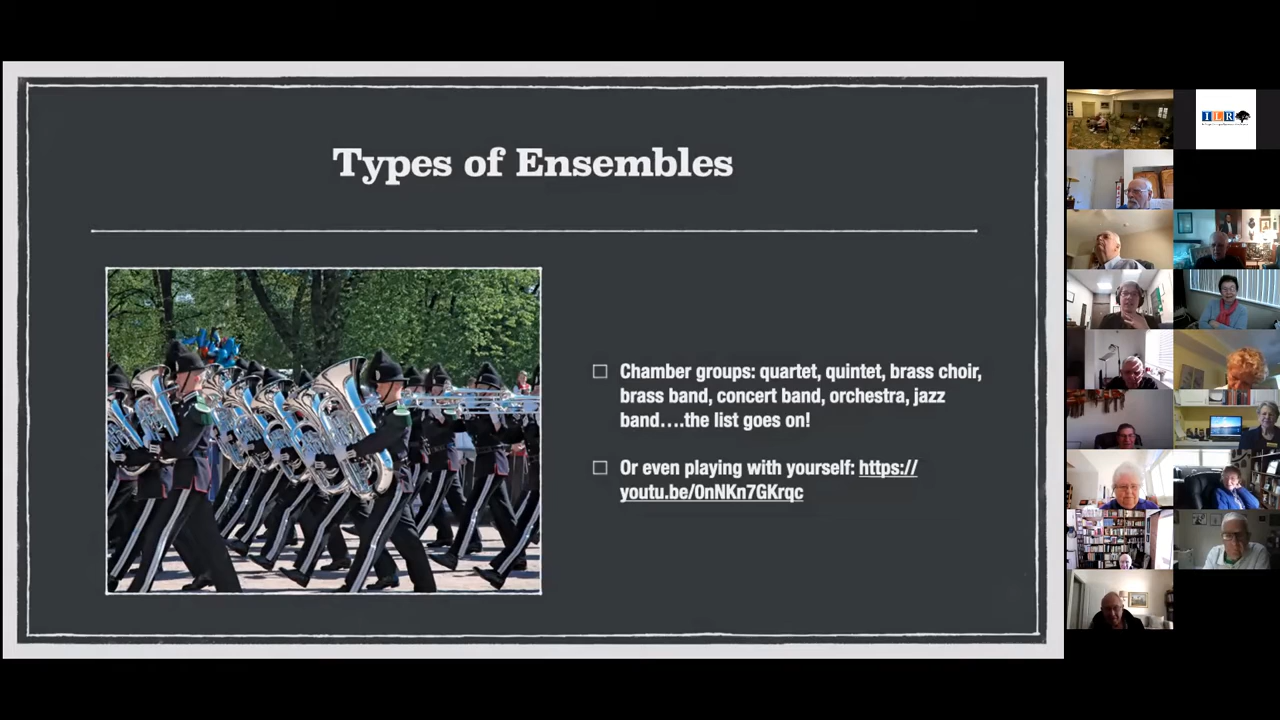 Types of Ensembles
Chamber groups: quartet, quintet, brass choir,
brass band, concert band, orchestra, jazz
band….the list goes on!
Or even playing with yourself: https://
youtu.be/0nNKn7GKrqc
ILR